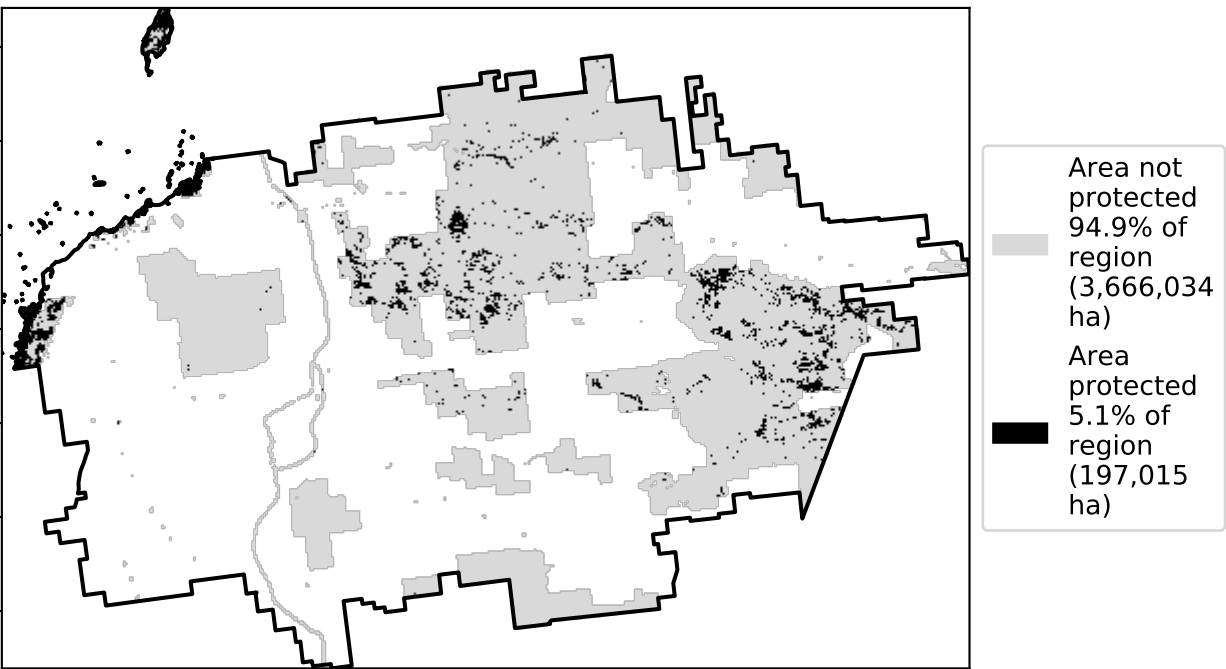 Area not
protected
94.9% of
region
(3,666,034
ha)
Area
protected
5.1% of
region
(197,015
ha)